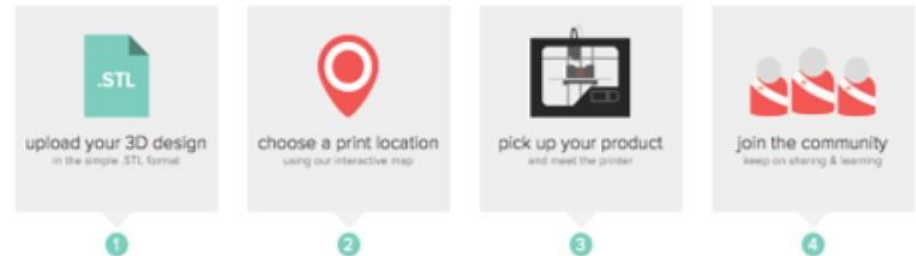 .STL
upload your 3D design
in the simple .STL format
1
choose a print location
using our interactive map
2
pick up your product
and meet the printer
3
join the community
keep on sharing & learning
4